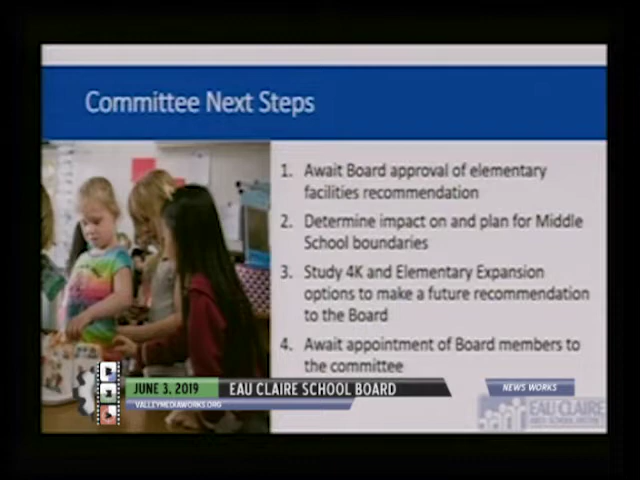 Committee Next Steps
1. Await Board approval of elementary
facilities recommendation
2. Determine impact on and plan for Middle
School boundaries
3. Study 4K and Elementary Expansion
options to make a future recommendation
to the Board
4. Await appointment of Board members to
the committee
JUNE 3, 2019
EAU CLAIRE SCHOOL BOARD
NEWS WORKS
VALLEYMEDIAWORKS.ORG
EAU CLAIRE
AREA SCHOOL DISTRICT